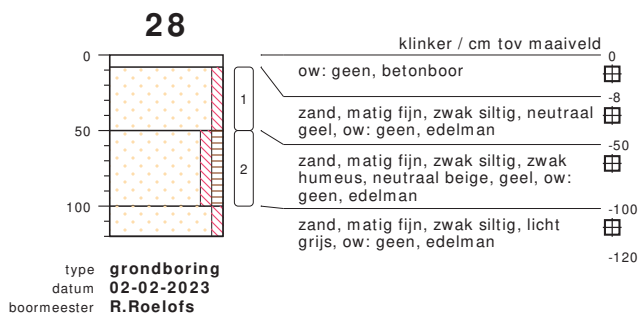 28
klinker / cm tov maaiveld
0
0
ow: geen, betonboor
-8
1
zand, matig fijn, zwak siltig, neutraal
geel, ow: geen, edelman
50
-50
2
zand, matig fijn, zwak siltig, zwak
humeus, neutraal beige, geel, ow:
geen, edelman
100
-100
zand, matig fijn, zwak siltig, licht
grijs, ow: geen, edelman
-120
type grondboring
datum 02-02-2023
boormeester R.Roelofs